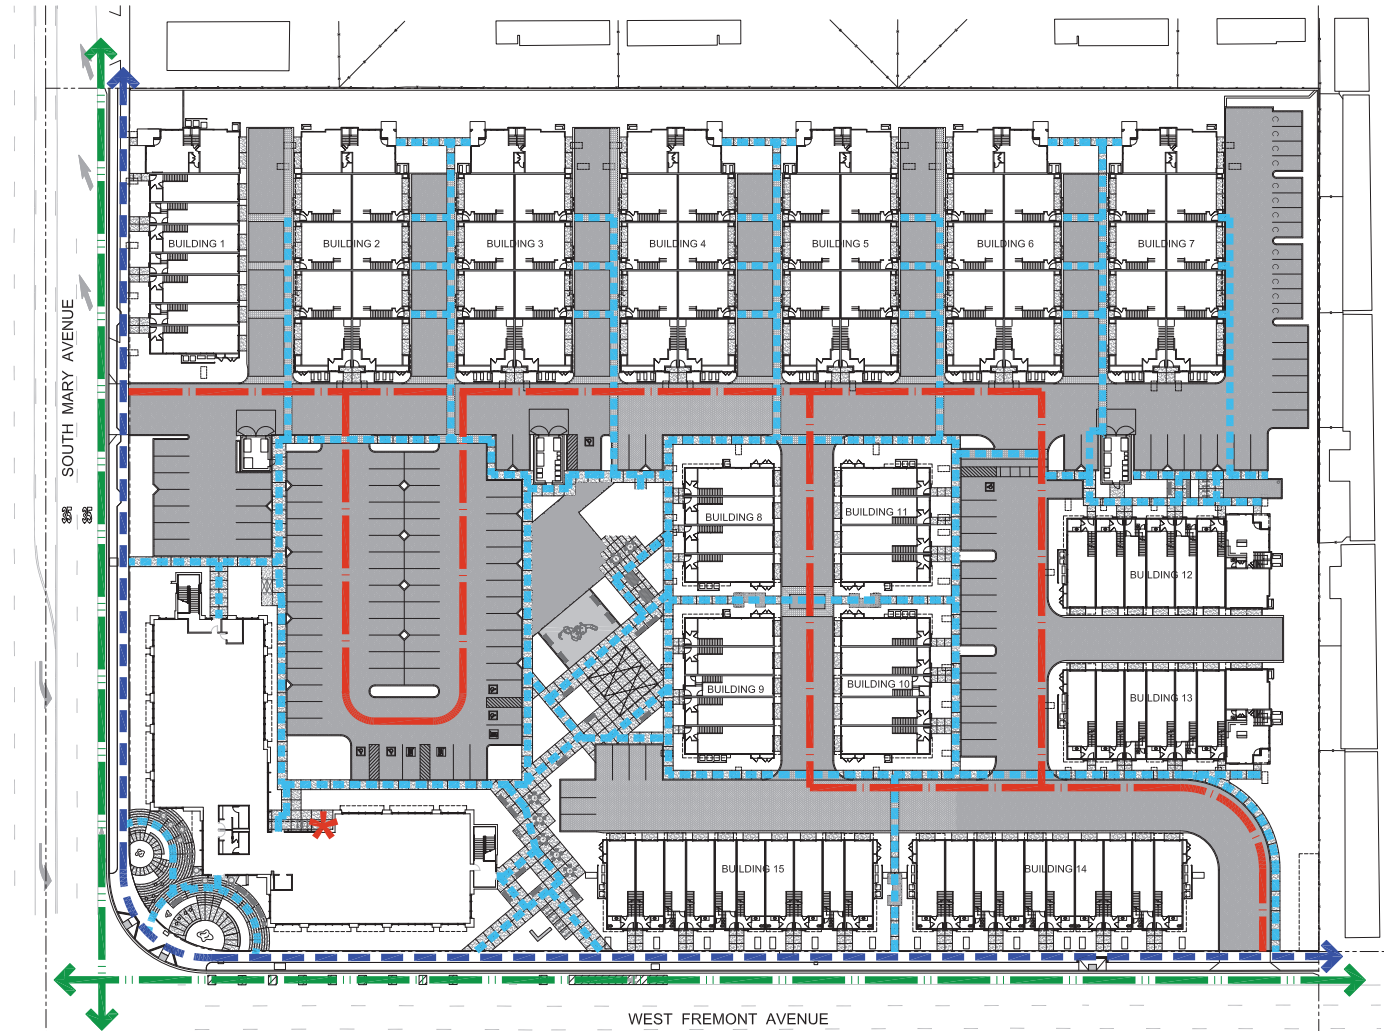 BUILDING 1
BUILDING 2
BUILDING 3
BUILDING 4
BUILDING 5
BUILDING 6
BUILDING 7
SOUTH MARY AVENUE
BUILDING 8
BUILDING 11
BUILDING 12
BUILDING 9
BUILDING 10
BUILDING 13
BUILDING 15
BUILDING 14
WEST FREMONT AVENUE